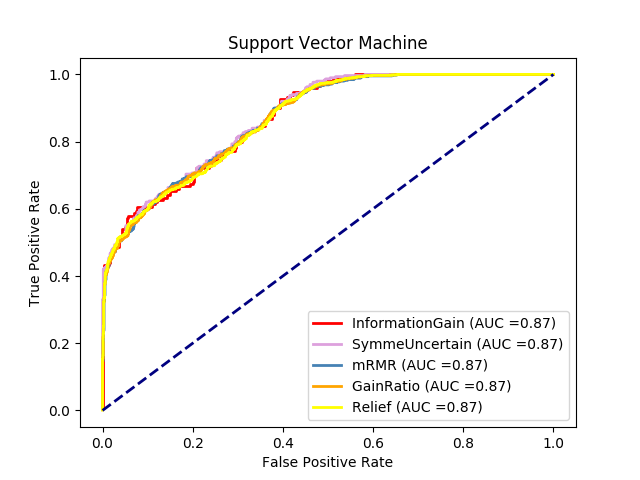 Support Vector Machine
True Positive Rate
1.0
0.8
0.6
0.4
0.2
0.0
InformationGain (AUC =0.87)
SymmeUncertain (AUC =0.87)
mRMR (AUC =0.87)
GainRatio (AUC =0.87)
Relief (AUC =0.87)
0.0 0.2 0.4 0.6 0.8 1.0
False Positive Rate